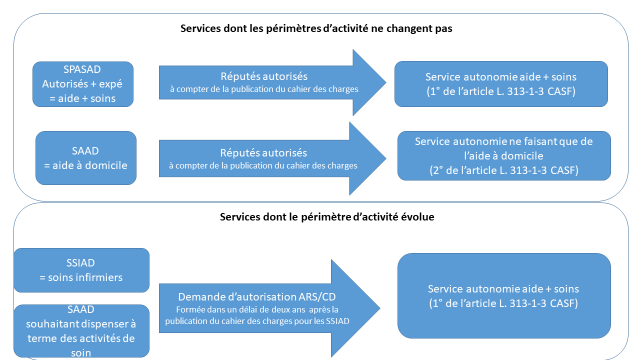 Services dont les périmètres d'activité ne changent pas
SPASAD
Autorisés + expé
= aide + soins
Réputés autorisés
à compter de la publication du cahier des charges
Service autonomie aide + soins
(1° de l'article L. 313-1-3 CASF)
SAAD
= aide à domicile
Réputés autorisés
à compter de la publication du cahier des charges
Service autonomie ne faisant que de
l'aide à domicile
(2° de l'article L. 313-1-3 CASF)
Services dont le périmètre d'activité évolue
SSIAD
= soins infirmiers
SAAD
souhaitant dispenser à
terme des activités de
soin
Demande d'autorisation ARS/CD
Formée dans un délai de deux ans après la
publication du cahier des charges pour les SSIAD
Service autonomie aide + soins
(1° de l'article L. 313-1-3 CASF)